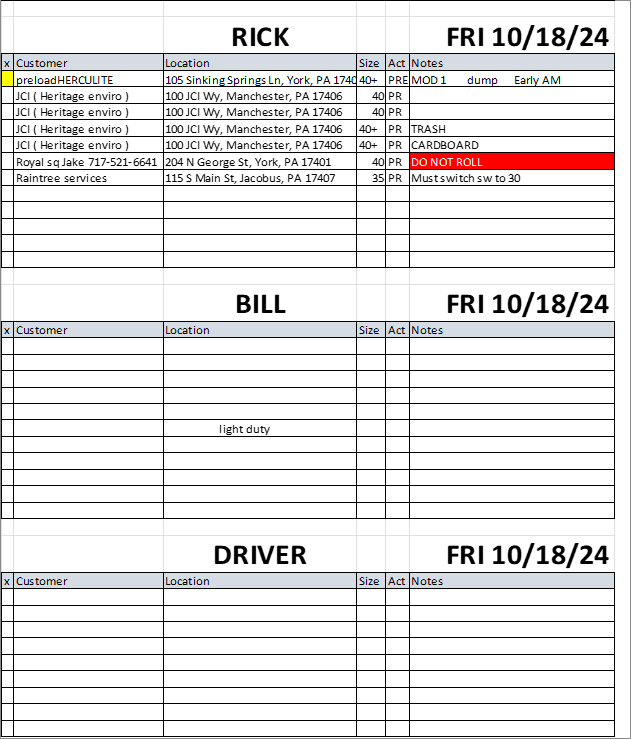 RICK FRI 10/18/24
x Customer Location Size Act Notes
preloadHERCULITE 105 Sinking Springs Ln, York, PA 1740 40+ PRE MOD 1 dump Early AM
JCI ( Heritage enviro ) 100 JCI Wy, Manchester, PA 17406 40 PR
JCI ( Heritage enviro ) 100 JCI Wy, Manchester, PA 17406 40 PR
JCI ( Heritage enviro ) 100 JCI Wy, Manchester, PA 17406 40+ PR TRASH
JCI ( Heritage enviro ) 100 JCI Wy, Manchester, PA 17406 40+ PR CARDBOARD
Royal sq Jake 717-521-6641 204 N George St, York, PA 17401 40 PR DO NOT ROLL
Raintree services 115 S Main St, Jacobus, PA 17407 35 PR Must switch sw to 30
BILL FRI 10/18/24
x Customer Location Size Act Notes
light duty
DRIVER FRI 10/18/24
x Customer Location Size Act Notes